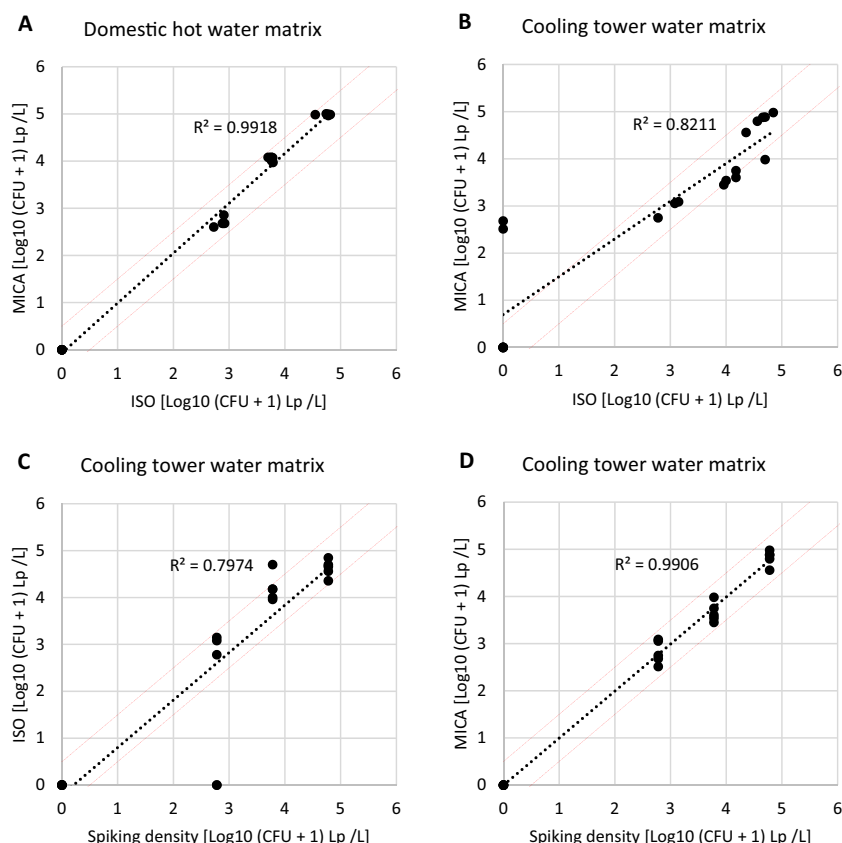 A
Domestic hot water matrix
MICA [Log10 (CFU + 1) Lp /L]
6
5
4
3
2
1
0
R² = 0.9918
0 1 2 3 4 5 6
ISO [Log10 (CFU + 1) Lp /L]
B
Cooling tower water matrix
MICA [Log10 (CFU + 1) Lp /L]
6
5
4
3
2
1
0
R² = 0.8211
0 1 2 3 4 5 6
ISO [Log10 (CFU + 1) Lp /L]
C
Cooling tower water matrix
ISO [Log10 (CFU + 1) Lp /L]
6
5
4
3
2
1
0
R² = 0.7974
0 1 2 3 4 5 6
Spiking density [Log10 (CFU + 1) Lp /L]
D
Cooling tower water matrix
MICA [Log10 (CFU + 1) Lp /L]
6
5
4
3
2
1
0
R² = 0.9906
0 1 2 3 4 5 6
Spiking density [Log10 (CFU + 1) Lp /L]